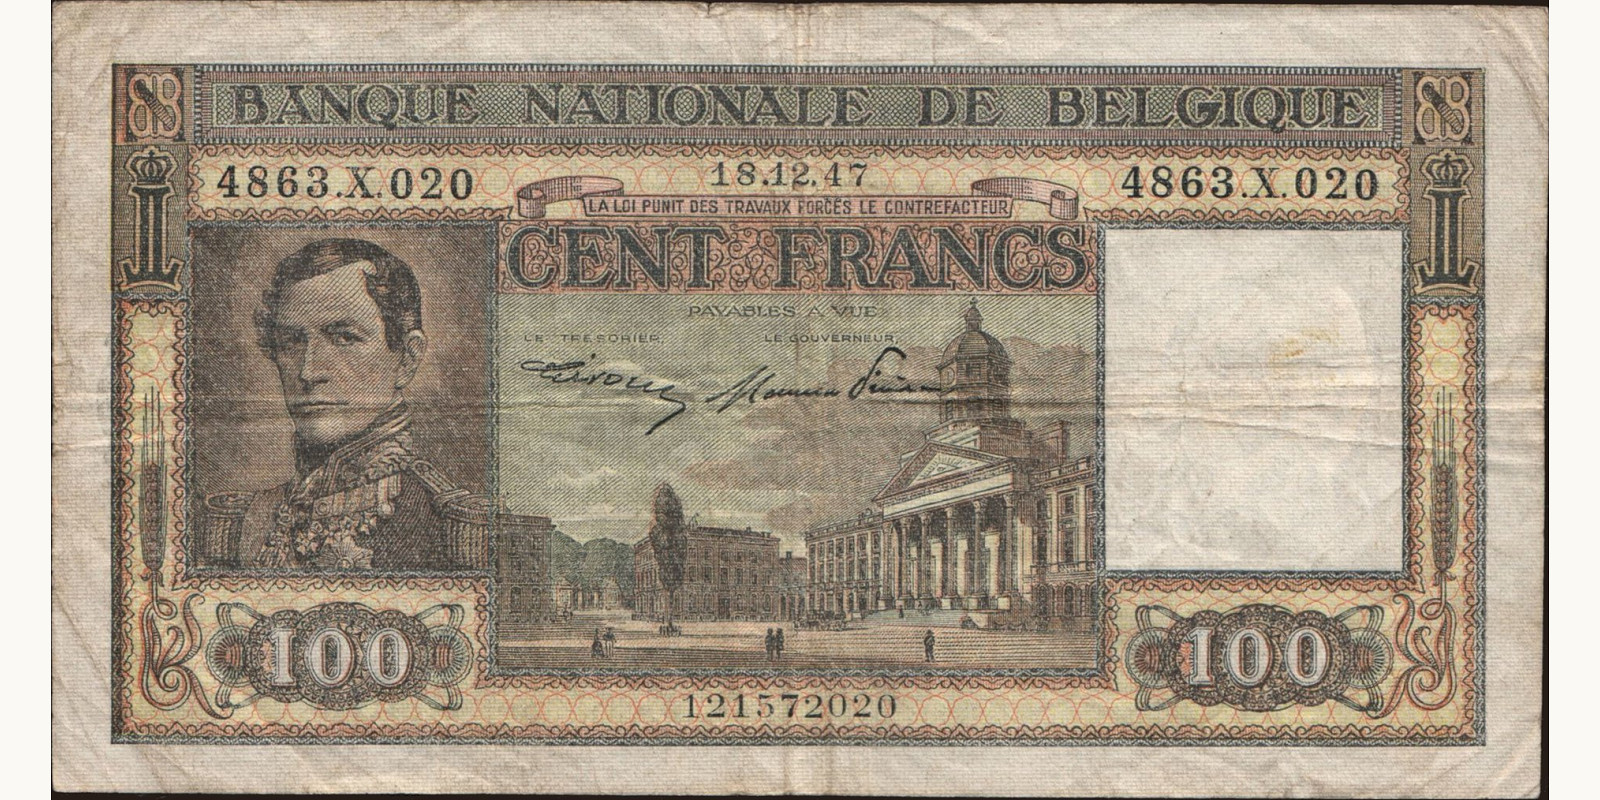 BANQUE NATIONALE DE BELGIQUE
4863.X.020 18.12.47 4863.X.020
LA LOI PUNIT DES TRAVAUX FORCÉS LE CONTREFACTEUR
CENT FRANCS
PAYABLES A VUE
LE TRESORIER, LE GOUVERNEUR,
100 100
121572020